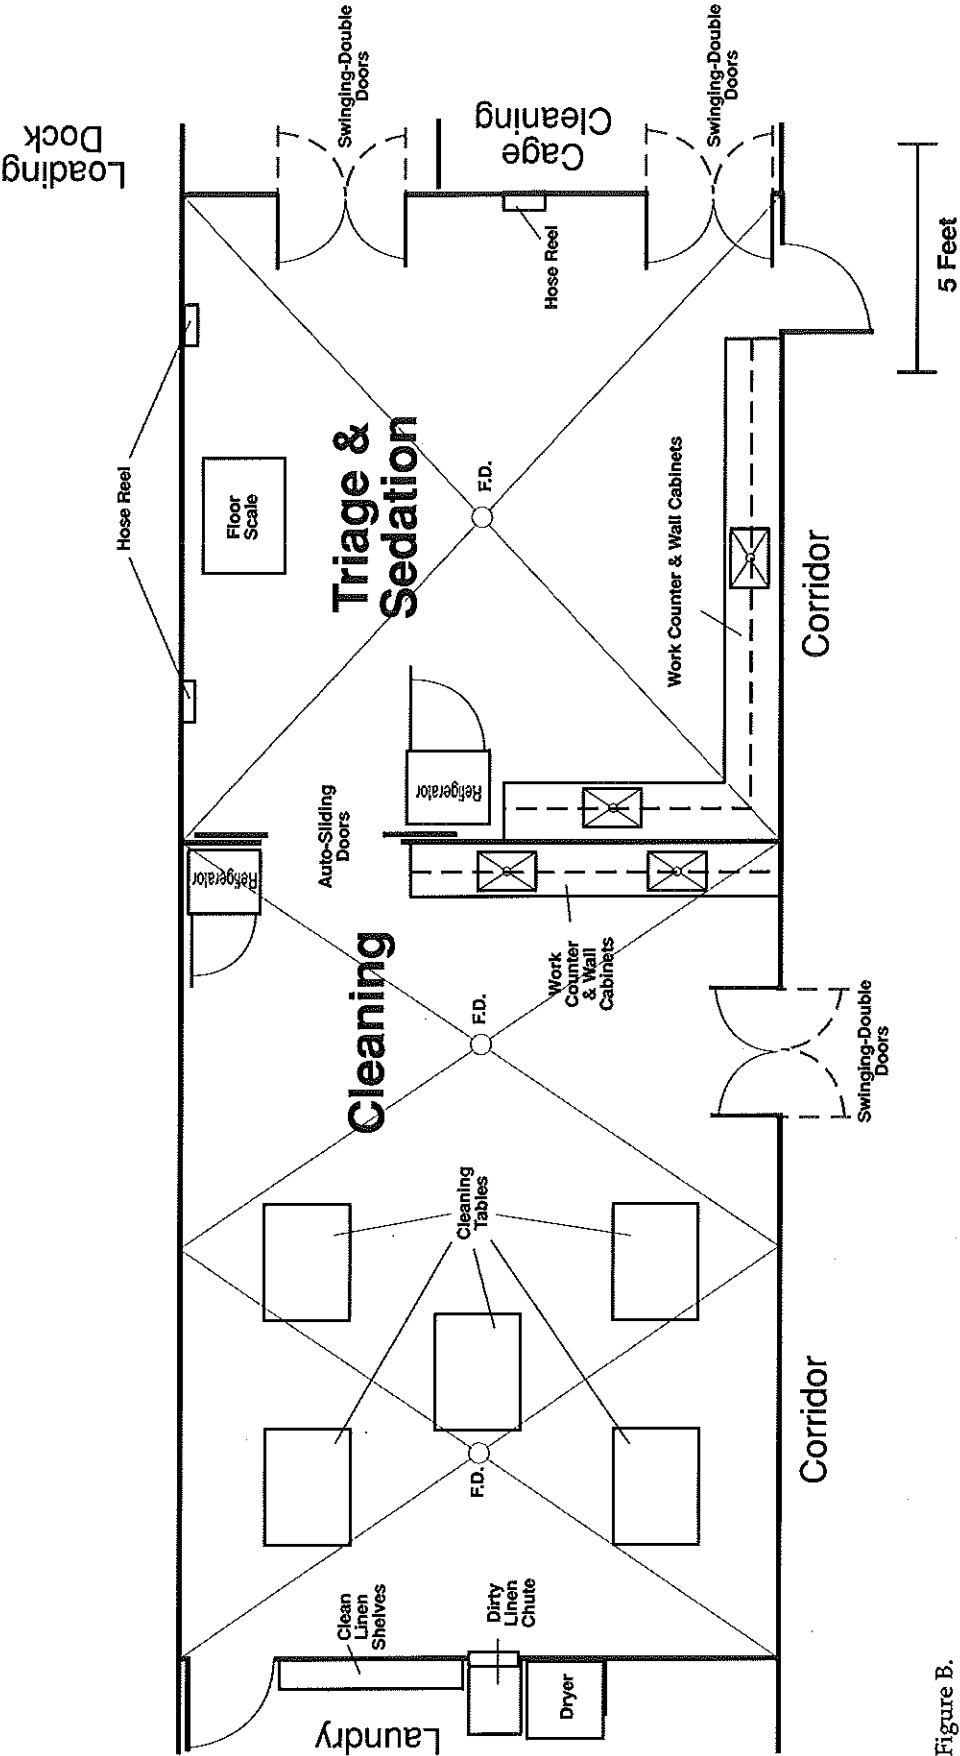 Loading
Dock
Swinging-Double
Doors
Cage
Cleaning
Swinging-Double
Doors
Hose Reel
Hose Reel
5 Feet
Floor
Scale
Triage &
Sedation
F.D.
Work Counter & Wall Cabinets
Corridor
Refrigerator
Auto-Sliding
Doors
Refrigerator
Cleaning
F.D.
Work
Counter
& Wall
Cabinets
Swinging-Double
Doors
Cleaning
Tables
F.D.
Corridor
Clean
Linen
Shelves
Dirty
Linen
Chute
Dryer
Laundry
Figure B.